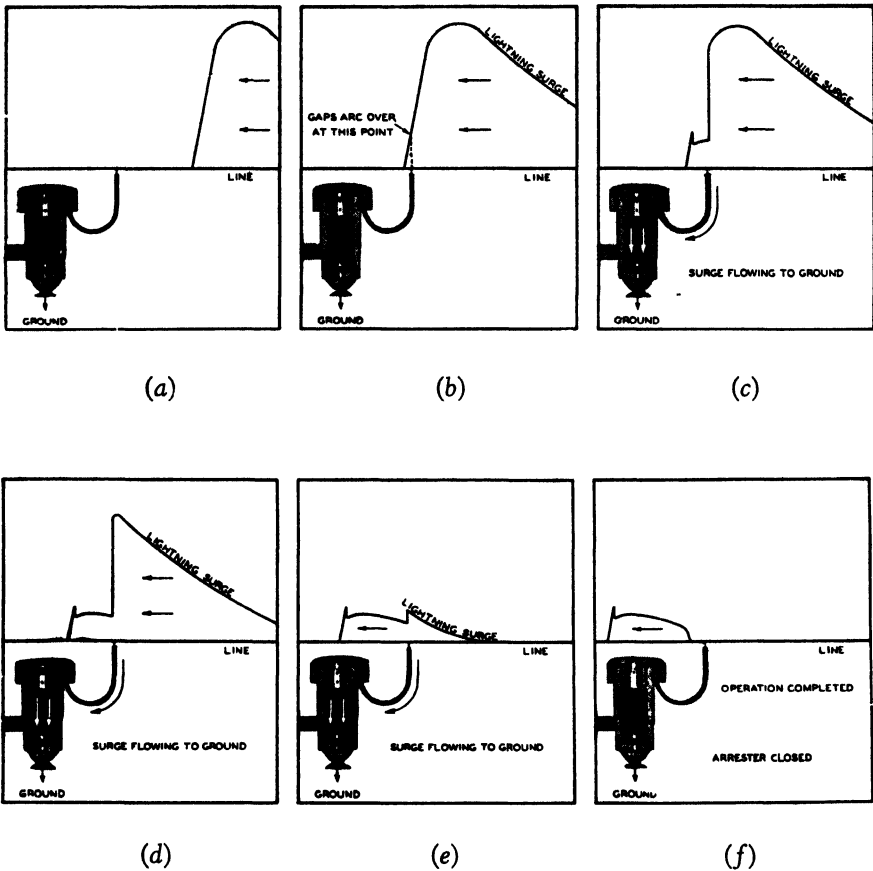 LINE
GROUND
(a)
LIGHTNING SURGE
GAPS ARC OVER
AT THIS POINT
LINE
GROUND
(b)
LIGHTNING SURGE
LINE
SURGE FLOWING TO GROUND
GROUND
(c)
LIGHTNING SURGE
LINE
SURGE FLOWING TO GROUND
GROUND
(d)
LIGHTNING SURGE
LINE
SURGE FLOWING TO GROUND
GROUND
(e)
LINE
OPERATION COMPLETED
ARRESTER CLOSED
GROUND
(f)